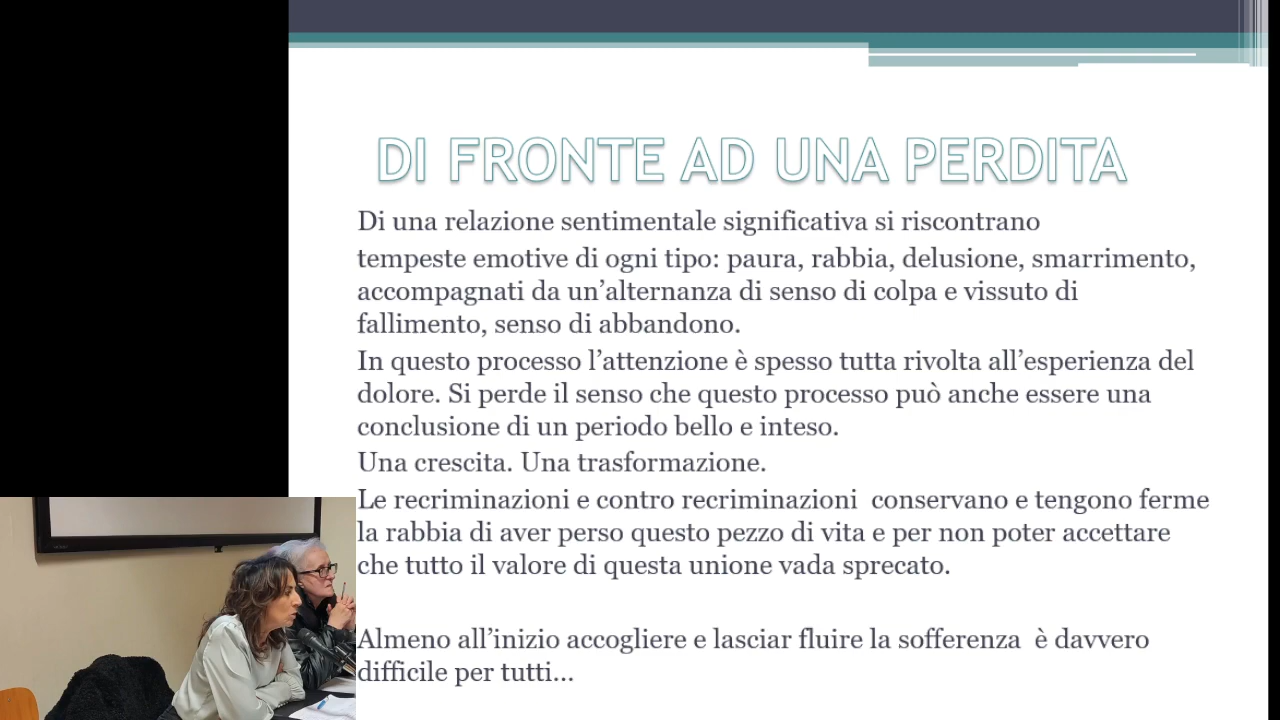 DI FRONTE AD UNA PERDITA
Di una relazione sentimentale significativa si riscontrano
tempeste emotive di ogni tipo: paura, rabbia, delusione, smarrimento,
accompagnati da un’alternanza di senso di colpa e vissuto di
fallimento, senso di abbandono.
In questo processo l’attenzione è spesso tutta rivolta all’esperienza del
dolore. Si perde il senso che questo processo può anche essere una
conclusione di un periodo bello e inteso.
Una crescita. Una trasformazione.
Le recriminazioni e contro recriminazioni  conservano e tengono ferme
la rabbia di aver perso questo pezzo di vita e per non poter accettare
che tutto il valore di questa unione vada sprecato.
Almeno all’inizio accogliere e lasciar fluire la sofferenza  è davvero
difficile per tutti...